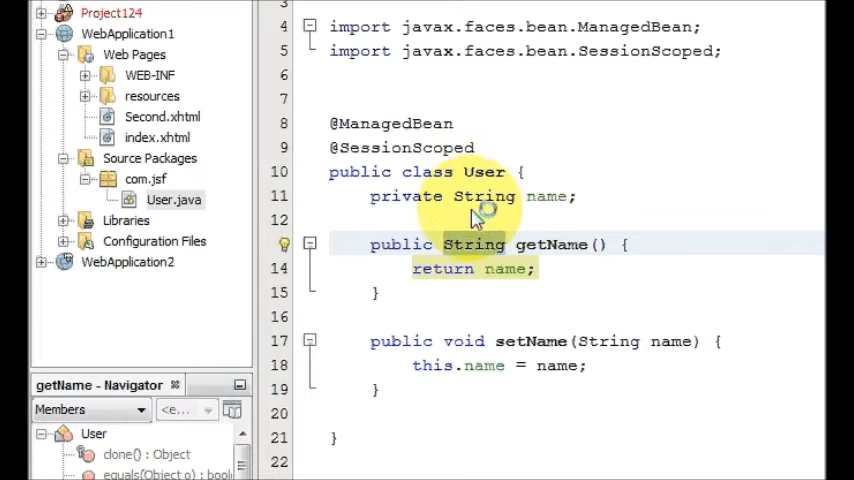 Project124
WebApplication1
Web Pages
WEB-INF
resources
Second.xhtml
index.xhtml
Source Packages
com.jsf
User.java
Libraries
Configuration Files
WebApplication2
getName - Navigator
Members
<e...
User
clone() : Object
equals(Object o) : boole
3
4 import javax.faces.bean.ManagedBean;
5 import javax.faces.bean.SessionScoped;
6
7
8 @ManagedBean
9 @SessionScoped
10 public class User {
11 private String name;
12
public String getName() {
14 return name;
15 }
16
17 public void setName(String name) {
18 this.name = name;
19 }
20
21 }
22